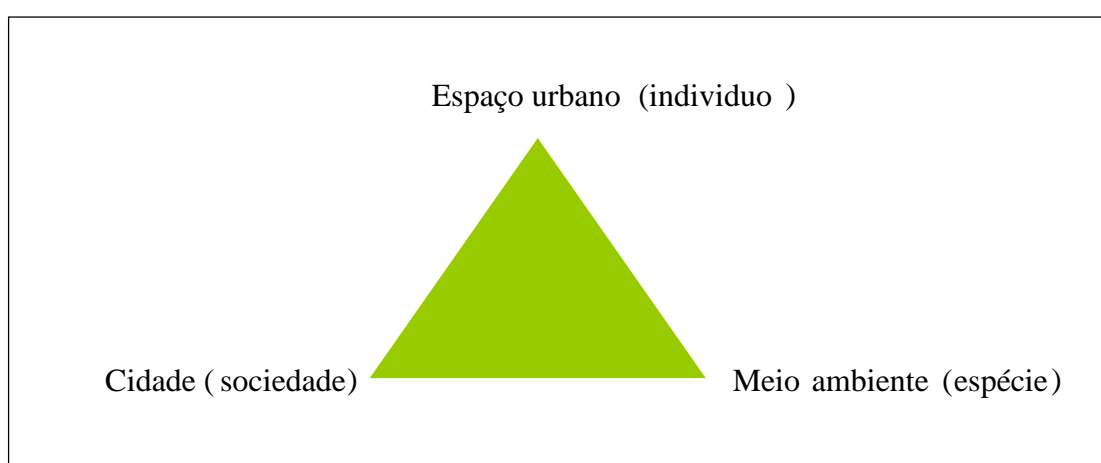 Espaço urbano (individuo )
Cidade ( sociedade)
Meio ambiente (espécie)